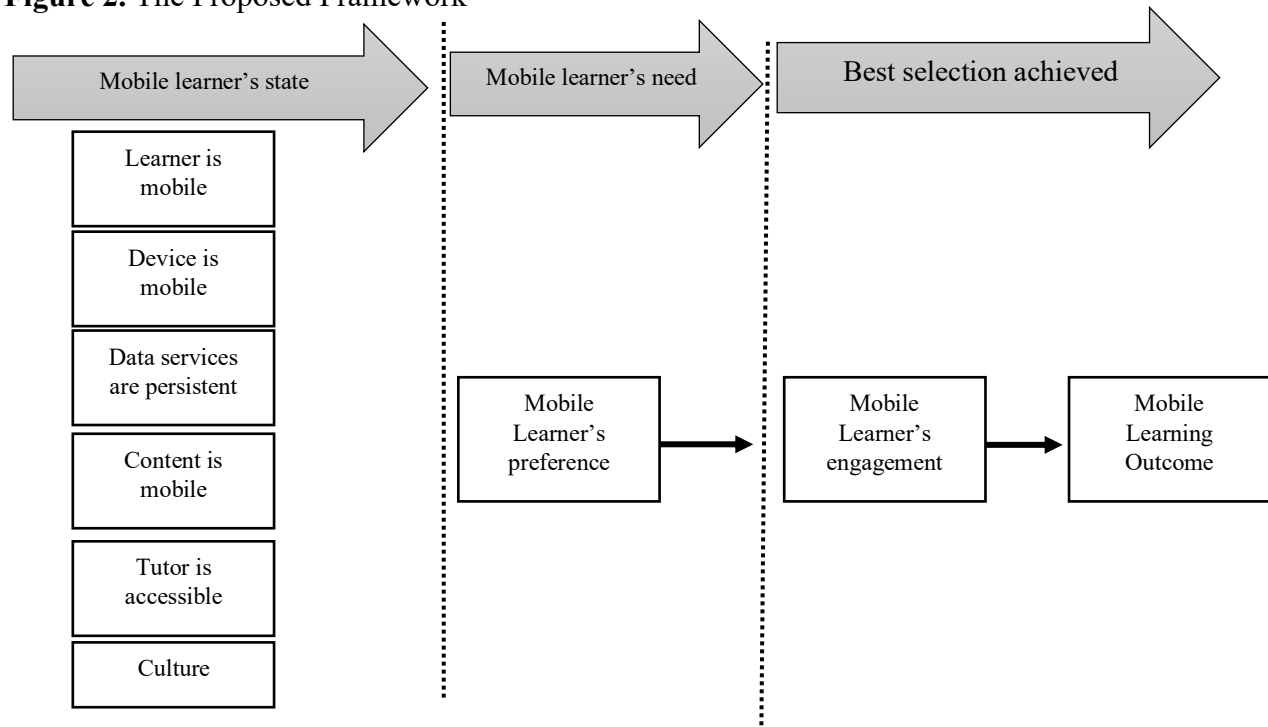 Figure 2. The Proposed Framework
Mobile learner’s state
Mobile learner’s need
Best selection achieved
Learner is
mobile
Device is
mobile
Data services
are persistent
Content is
mobile
Tutor is
accessible
Culture
Mobile
Learner’s
preference
Mobile
Learner’s
engagement
Mobile
Learning
Outcome